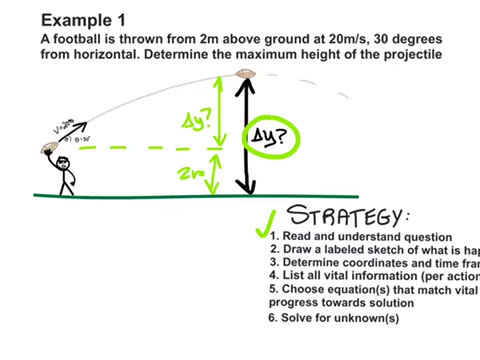 Example 1
A football is thrown from 2m above ground at 20m/s, 30 degrees
from horizontal. Determine the maximum height of the projectile
Δy?
Δy?
2m
STRATEGY:
1. Read and understand question
2. Draw a labeled sketch of what is hap
3. Determine coordinates and time fram
4. List all vital information (per action
5. Choose equation(s) that match vital
progress towards solution
6. Solve for unknown(s)